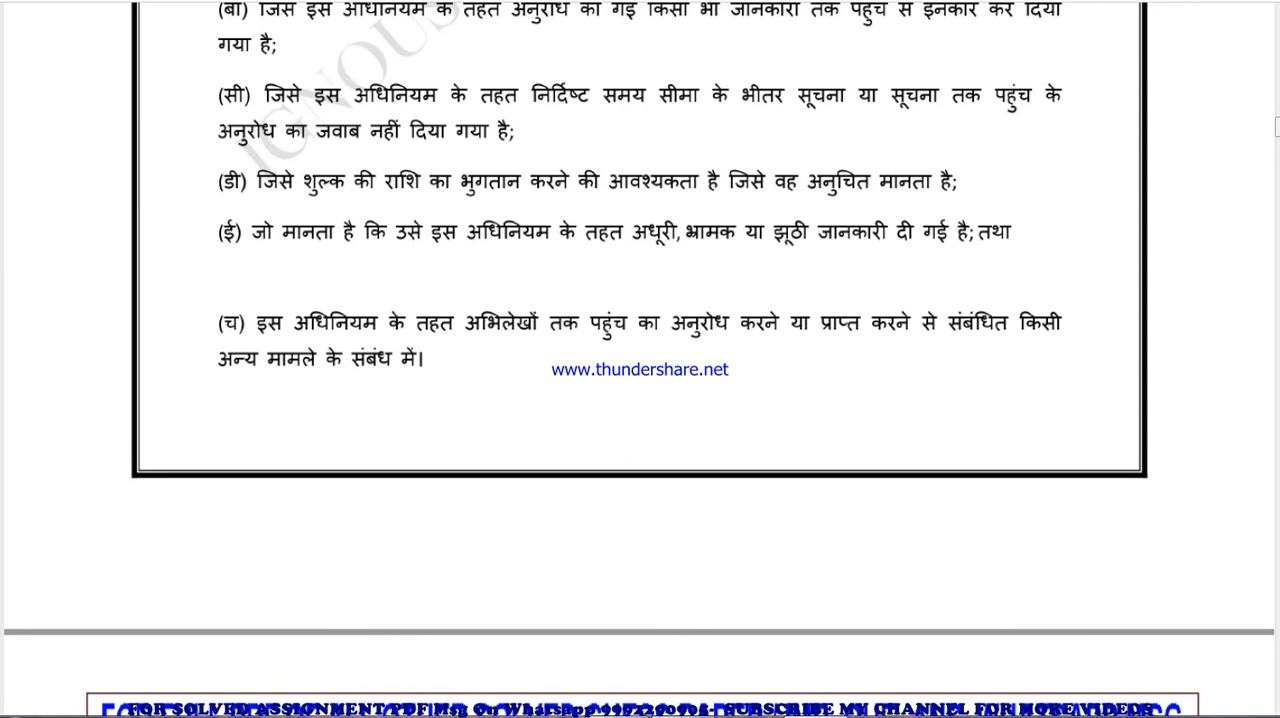 (बी) जिसे इस अधिनियम के तहत अनुरोध की गई किसी भी जानकारी तक पहुंच से इनकार कर दिया
गया है;
(सी) जिसे इस अधिनियम के तहत निर्दिष्ट समय सीमा के भीतर सूचना या सूचना तक पहुंच के
अनुरोध का जवाब नहीं दिया गया है;
(डी) जिसे शुल्क की राशि का भुगतान करने की आवश्यकता है जिसे वह अनुचित मानता है;
(ई) जो मानता है कि उसे इस अधिनियम के तहत अधूरी, भ्रामक या झूठी जानकारी दी गई है; तथा
(च) इस अधिनियम के तहत अभिलेखों तक पहुंच का अनुरोध करने या प्राप्त करने से संबंधित किसी
अन्य मामले के संबंध में।
www.thundershare.net
FOR SOLVED ASSIGNMENT PDF Msg On Whatsapp SUBSCRIBE MY CHANNEL FOR MORE VIDEOS